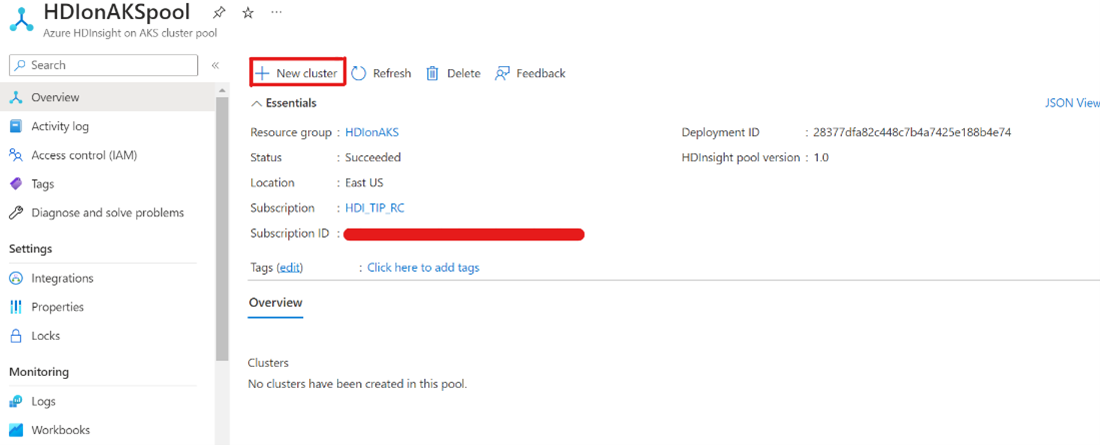 HDIonAKSpool
Azure HDInsight on AKS cluster pool
Search
Overview
Activity log
Access control (IAM)
Tags
Diagnose and solve problems
Settings
Integrations
Properties
Locks
Monitoring
Logs
Workbooks
New cluster Refresh Delete Feedback
Essentials JSON View
Resource group : HDIonAKS Deployment ID : 28377dfa82c448c7b4a7425e188b4e74
Status : Succeeded HDInsight pool version : 1.0
Location : East US
Subscription : HDI_TIP_RC
Subscription ID :
Tags (edit) : Click here to add tags
Overview
Clusters
No clusters have been created in this pool.